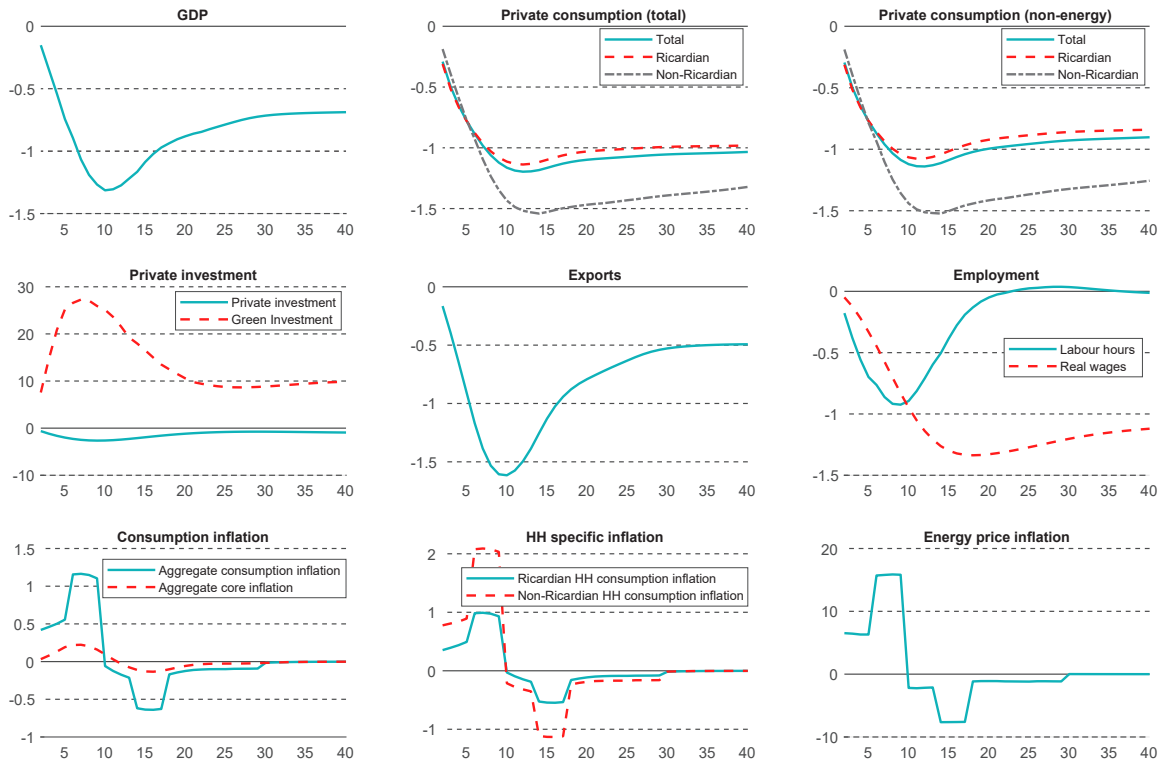 GDP
0
-0.5
-1
-1.5
5 10 15 20 25 30 35 40
Private consumption (total)
Total
Ricardian
Non-Ricardian
0
-0.5
-1
-1.5
5 10 15 20 25 30 35 40
Private consumption (non-energy)
Total
Ricardian
Non-Ricardian
0
-0.5
-1
-1.5
5 10 15 20 25 30 35 40
Private investment
Private investment
Green Investment
30
20
10
0
-10
5 10 15 20 25 30 35 40
Exports
0
-0.5
-1
-1.5
5 10 15 20 25 30 35 40
Employment
Labour hours
Real wages
0
-0.5
-1
-1.5
5 10 15 20 25 30 35 40
Consumption inflation
Aggregate consumption inflation
Aggregate core inflation
1.5
1
0.5
0
-0.5
-1
5 10 15 20 25 30 35 40
HH specific inflation
Ricardian HH consumption inflation
Non-Ricardian HH consumption inflation
2
1
0
-1
5 10 15 20 25 30 35 40
Energy price inflation
20
10
0
-10
5 10 15 20 25 30 35 40